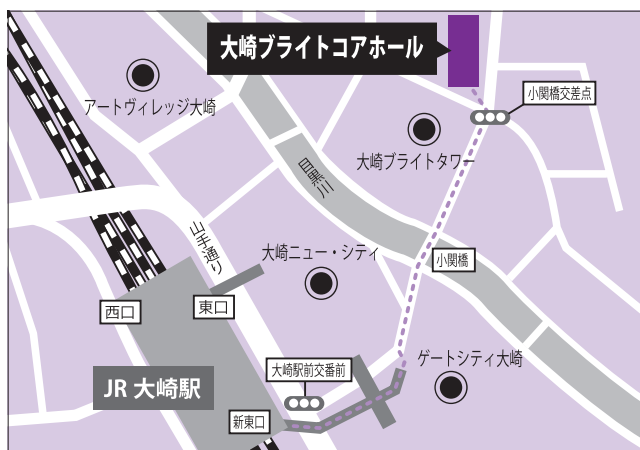 大崎ブライトコアホール
アートヴィレッジ大崎
小関橋交差点
大崎ブライトタワー
目黒川
山手通り
大崎ニュー・シティ
小関橋
西口
東口
大崎駅前交番前
ゲートシティ大崎
JR 大崎駅
新東口